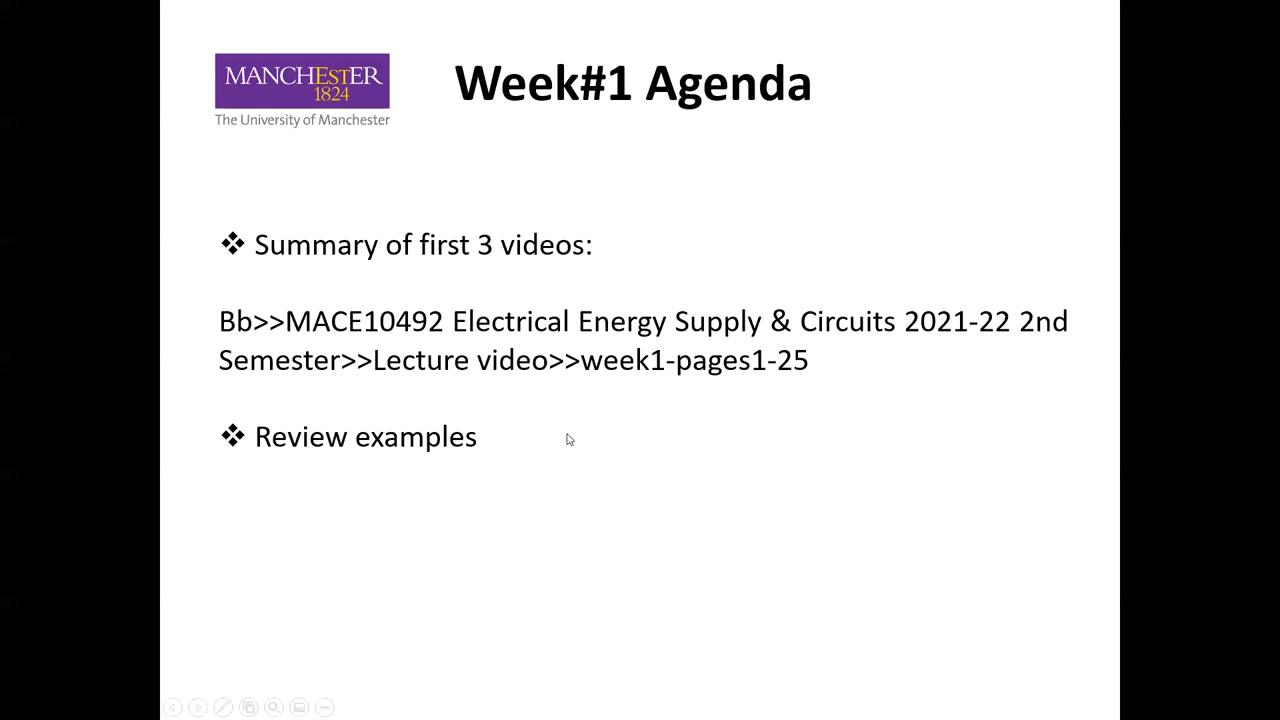 MANCHESTER
1824
The University of Manchester
Week#1 Agenda
Summary of first 3 videos:
Bb>>MACE10492 Electrical Energy Supply & Circuits 2021-22 2nd
Semester>>Lecture video>>week1-pages1-25
Review examples